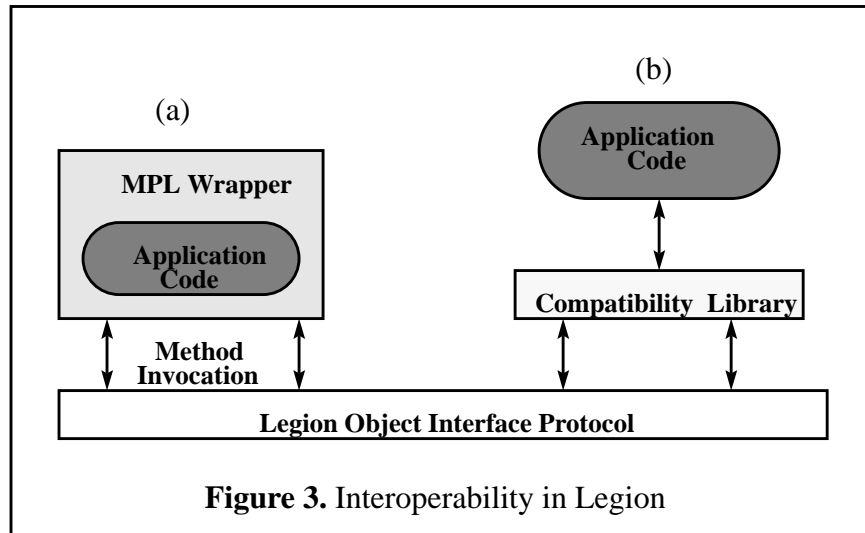 (a)
(b)
MPL Wrapper
Application
Code
Application
Code
Compatibility Library
Method
Invocation
Legion Object Interface Protocol
Figure 3. Interoperability in Legion